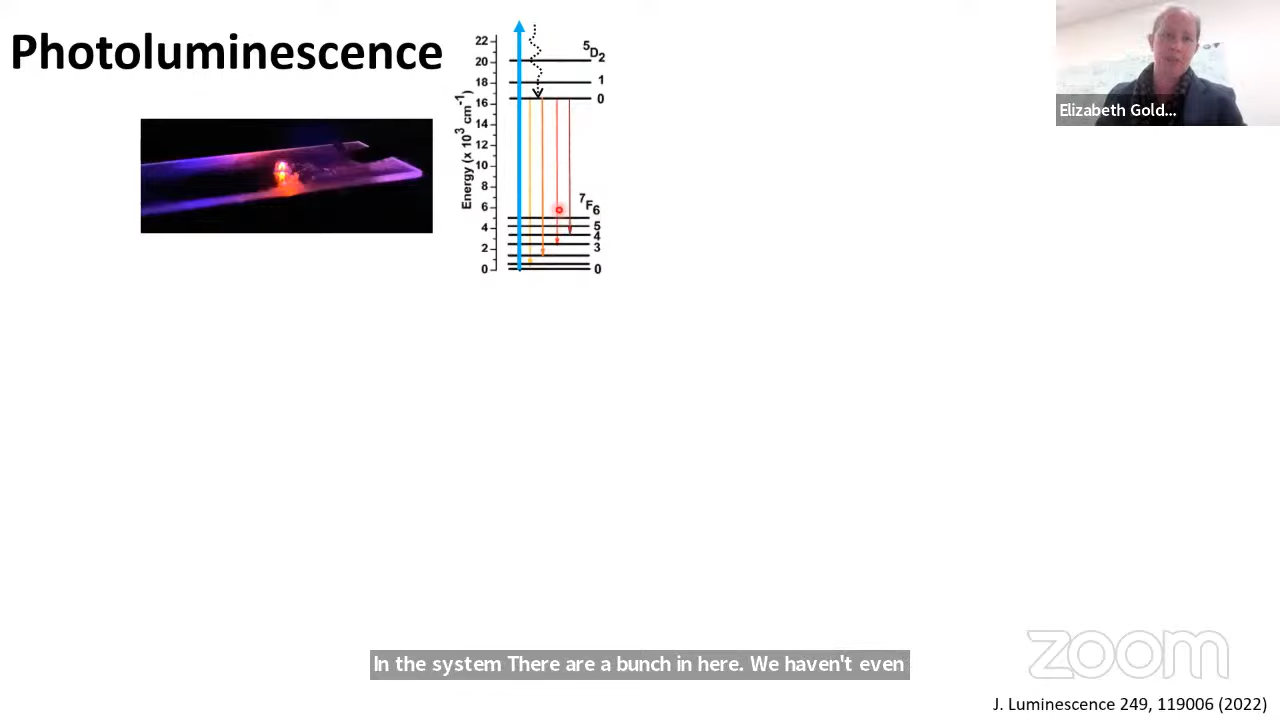 Photoluminescence
Energy (x 10³ cm⁻¹)
22
20
18
16
14
12
10
8
6
4
2
0
⁵D₂
1
0
⁷F₆
5
4
3
0
Elizabeth Gold...
In the system There are a bunch in here. We haven't even
zoom
J. Luminescence 249, 119006 (2022)